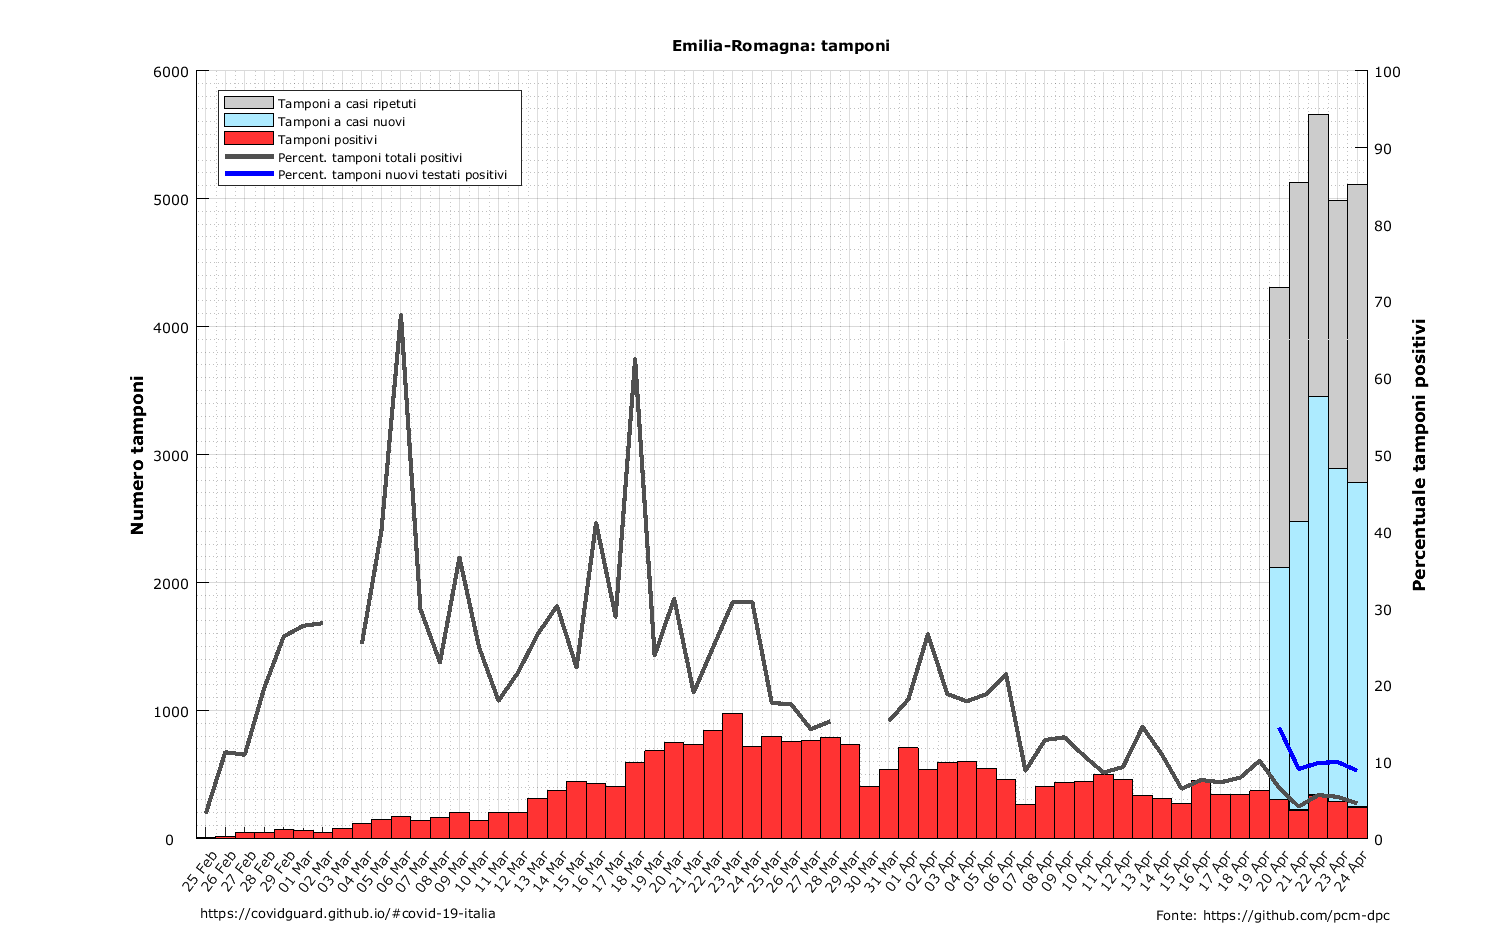 Emilia-Romagna: tamponi
6000
5000
4000
3000
2000
1000
0
Numero tamponi
Tamponi a casi ripetuti
Tamponi a casi nuovi
Tamponi positivi
Percent. tamponi totali positivi
Percent. tamponi nuovi testati positivi
100
90
80
70
60
50
40
30
20
10
0
Percentuale tamponi positivi
25 Feb
26 Feb
27 Feb
28 Feb
29 Feb
01 Mar
02 Mar
03 Mar
04 Mar
05 Mar
06 Mar
07 Mar
08 Mar
09 Mar
10 Mar
11 Mar
12 Mar
13 Mar
14 Mar
15 Mar
16 Mar
17 Mar
18 Mar
19 Mar
20 Mar
21 Mar
22 Mar
23 Mar
24 Mar
25 Mar
26 Mar
27 Mar
28 Mar
29 Mar
30 Mar
31 Mar
01 Apr
02 Apr
03 Apr
04 Apr
05 Apr
06 Apr
07 Apr
08 Apr
09 Apr
10 Apr
11 Apr
12 Apr
13 Apr
14 Apr
15 Apr
16 Apr
17 Apr
18 Apr
19 Apr
20 Apr
21 Apr
22 Apr
23 Apr
24 Apr
https://covidguard.github.io/#covid-19-italia
Fonte: https://github.com/pcm-dpc